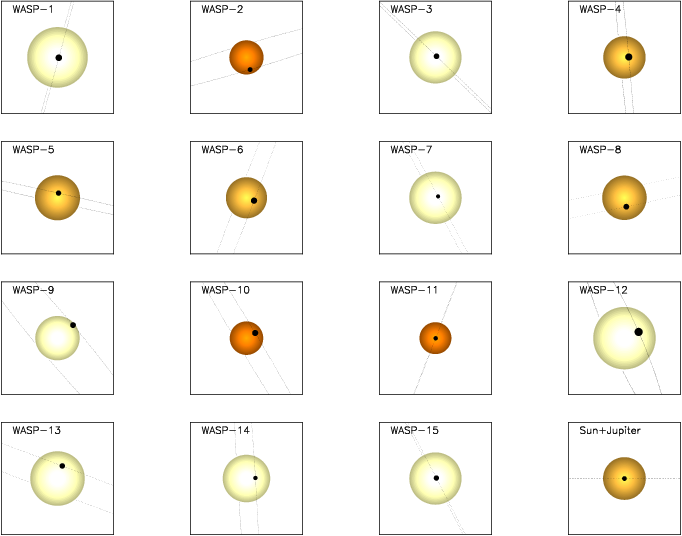 WASP-1
WASP-2
WASP-3
WASP-4
WASP-5
WASP-6
WASP-7
WASP-8
WASP-9
WASP-10
WASP-11
WASP-12
WASP-13
WASP-14
WASP-15
Sun+Jupiter